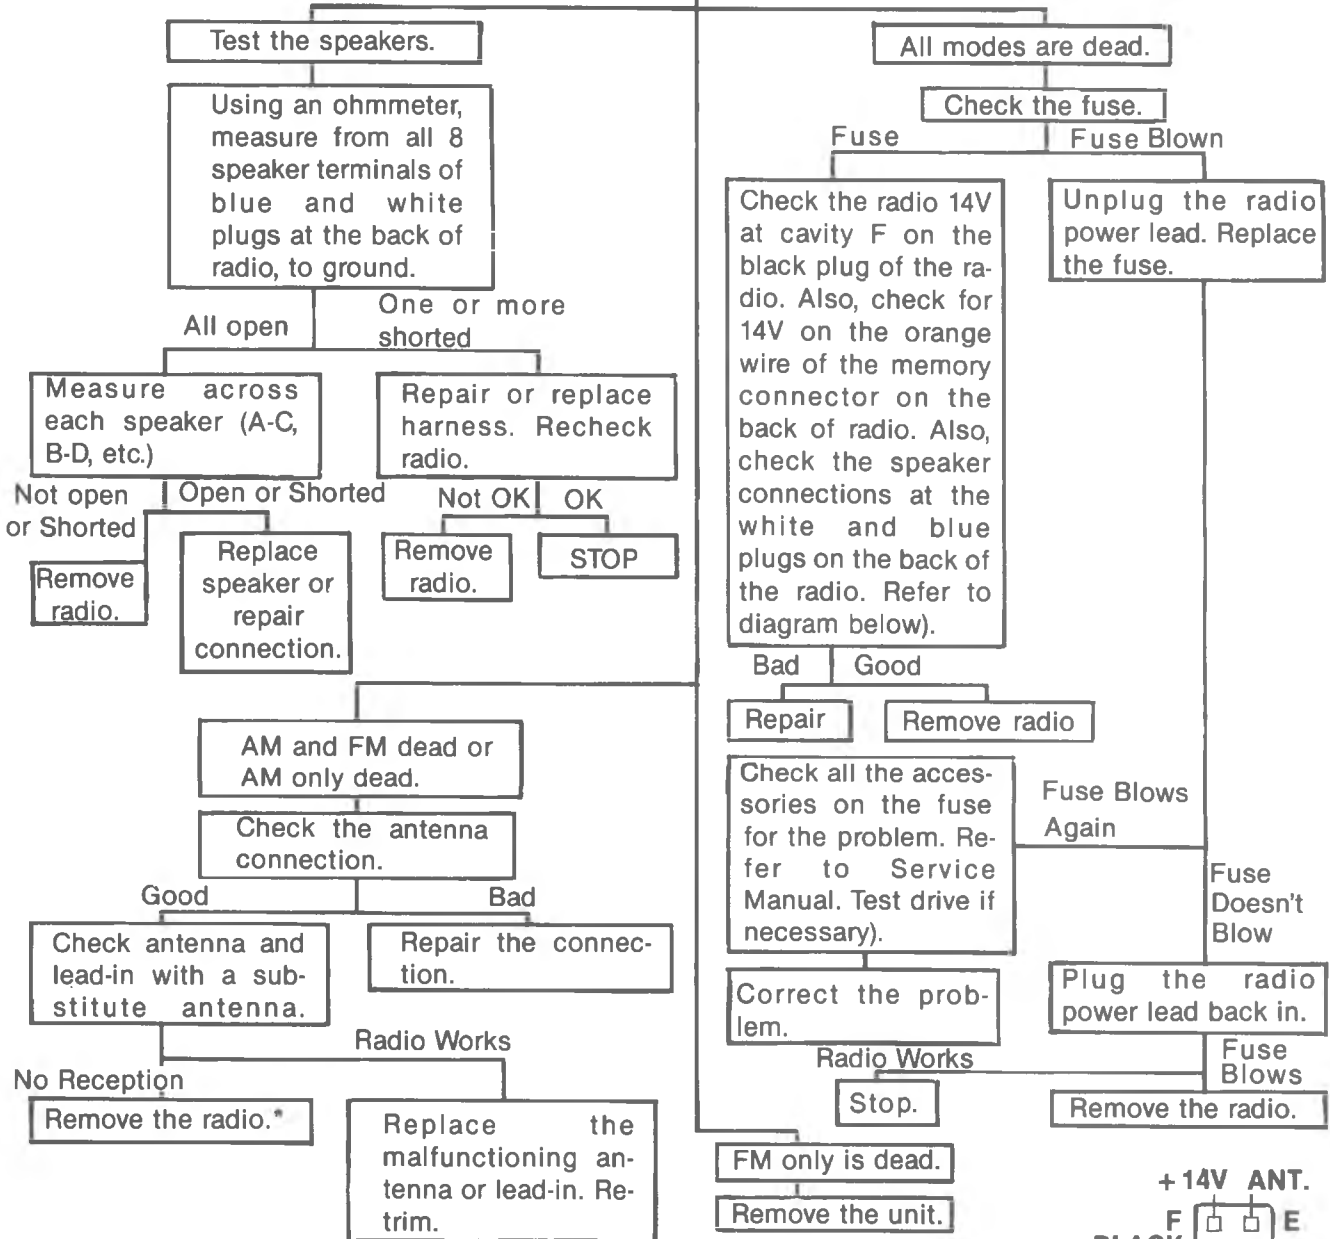 Test the speakers.
Using an ohmmeter,
measure from all 8
speaker terminals of
blue and white
plugs at the back of
radio, to ground.
All open
One or more
shorted
Measure across
each speaker (A-C,
B-D, etc.)
Repair or replace
harness. Recheck
radio.
Not open
or Shorted
Open or Shorted
Not OK
OK
Remove
radio.
Replace
speaker or
repair
connection.
Remove
radio.
STOP
AM and FM dead or
AM only dead.
Check the antenna
connection.
Good
Bad
Check antenna and
lead-in with a sub-
stitute antenna.
Repair the connec-
tion.
Radio Works
No Reception
Remove the radio.*
Replace the
malfunctioning an-
tenna or lead-in. Re-
trim.
All modes are dead.
Check the fuse.
Fuse
Fuse Blown
Check the radio 14V
at cavity F on the
black plug of the ra-
dio. Also, check for
14V on the orange
wire of the memory
connector on the
back of radio. Also,
check the speaker
connections at the
white and blue
plugs on the back of
the radio. Refer to
diagram below).
Unplug the radio
power lead. Replace
the fuse.
Bad
Good
Repair
Remove radio
Check all the acces-
sories on the fuse
for the problem. Re-
fer to Service
Manual. Test drive if
necessary).
Fuse Blows
Again
Fuse
Doesn't
Blow
Correct the prob-
lem.
Plug the radio
power lead back in.
Radio Works
Fuse
Blows
Stop.
Remove the radio.
FM only is dead.
Remove the unit.
+14V ANT.
F E
BLACK